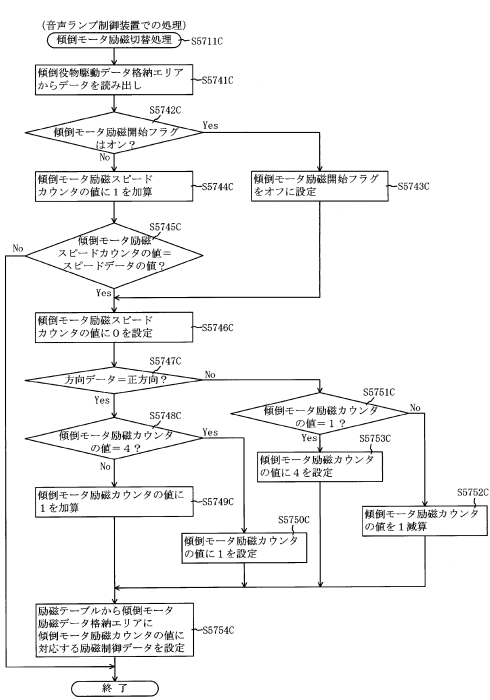 (音声ランプ制御装置での処理)
傾倒モータ励磁切替処理
S5711C
傾倒役物駆動データ格納エリア
からデータを読み出し
S5741C
S5742C
傾倒モータ励磁開始フラグ
はオン？
Yes
No
傾倒モータ励磁スピード
カウンタの値に１を加算
S5744C
傾倒モータ励磁開始フラグ
をオフに設定
S5743C
S5745C
傾倒モータ励磁
スピードカウンタの値＝
スピードデータの値？
No
Yes
傾倒モータ励磁スピード
カウンタの値に０を設定
S5746C
S5747C
方向データ＝正方向？
No
Yes
S5751C
傾倒モータ励磁カウンタ
の値＝１？
No
Yes
S5748C
傾倒モータ励磁カウンタ
の値＝４？
Yes
No
S5753C
傾倒モータ励磁カウンタ
の値に４を設定
傾倒モータ励磁カウンタの値に
１を加算
S5749C
S5752C
傾倒モータ励磁カウンタ
の値を１減算
S5750C
傾倒モータ励磁カウンタ
の値に１を設定
励磁テーブルから傾倒モータ
励磁データ格納エリアに
傾倒モータ励磁カウンタの値に
対応する励磁制御データを設定
S5754C
終 了